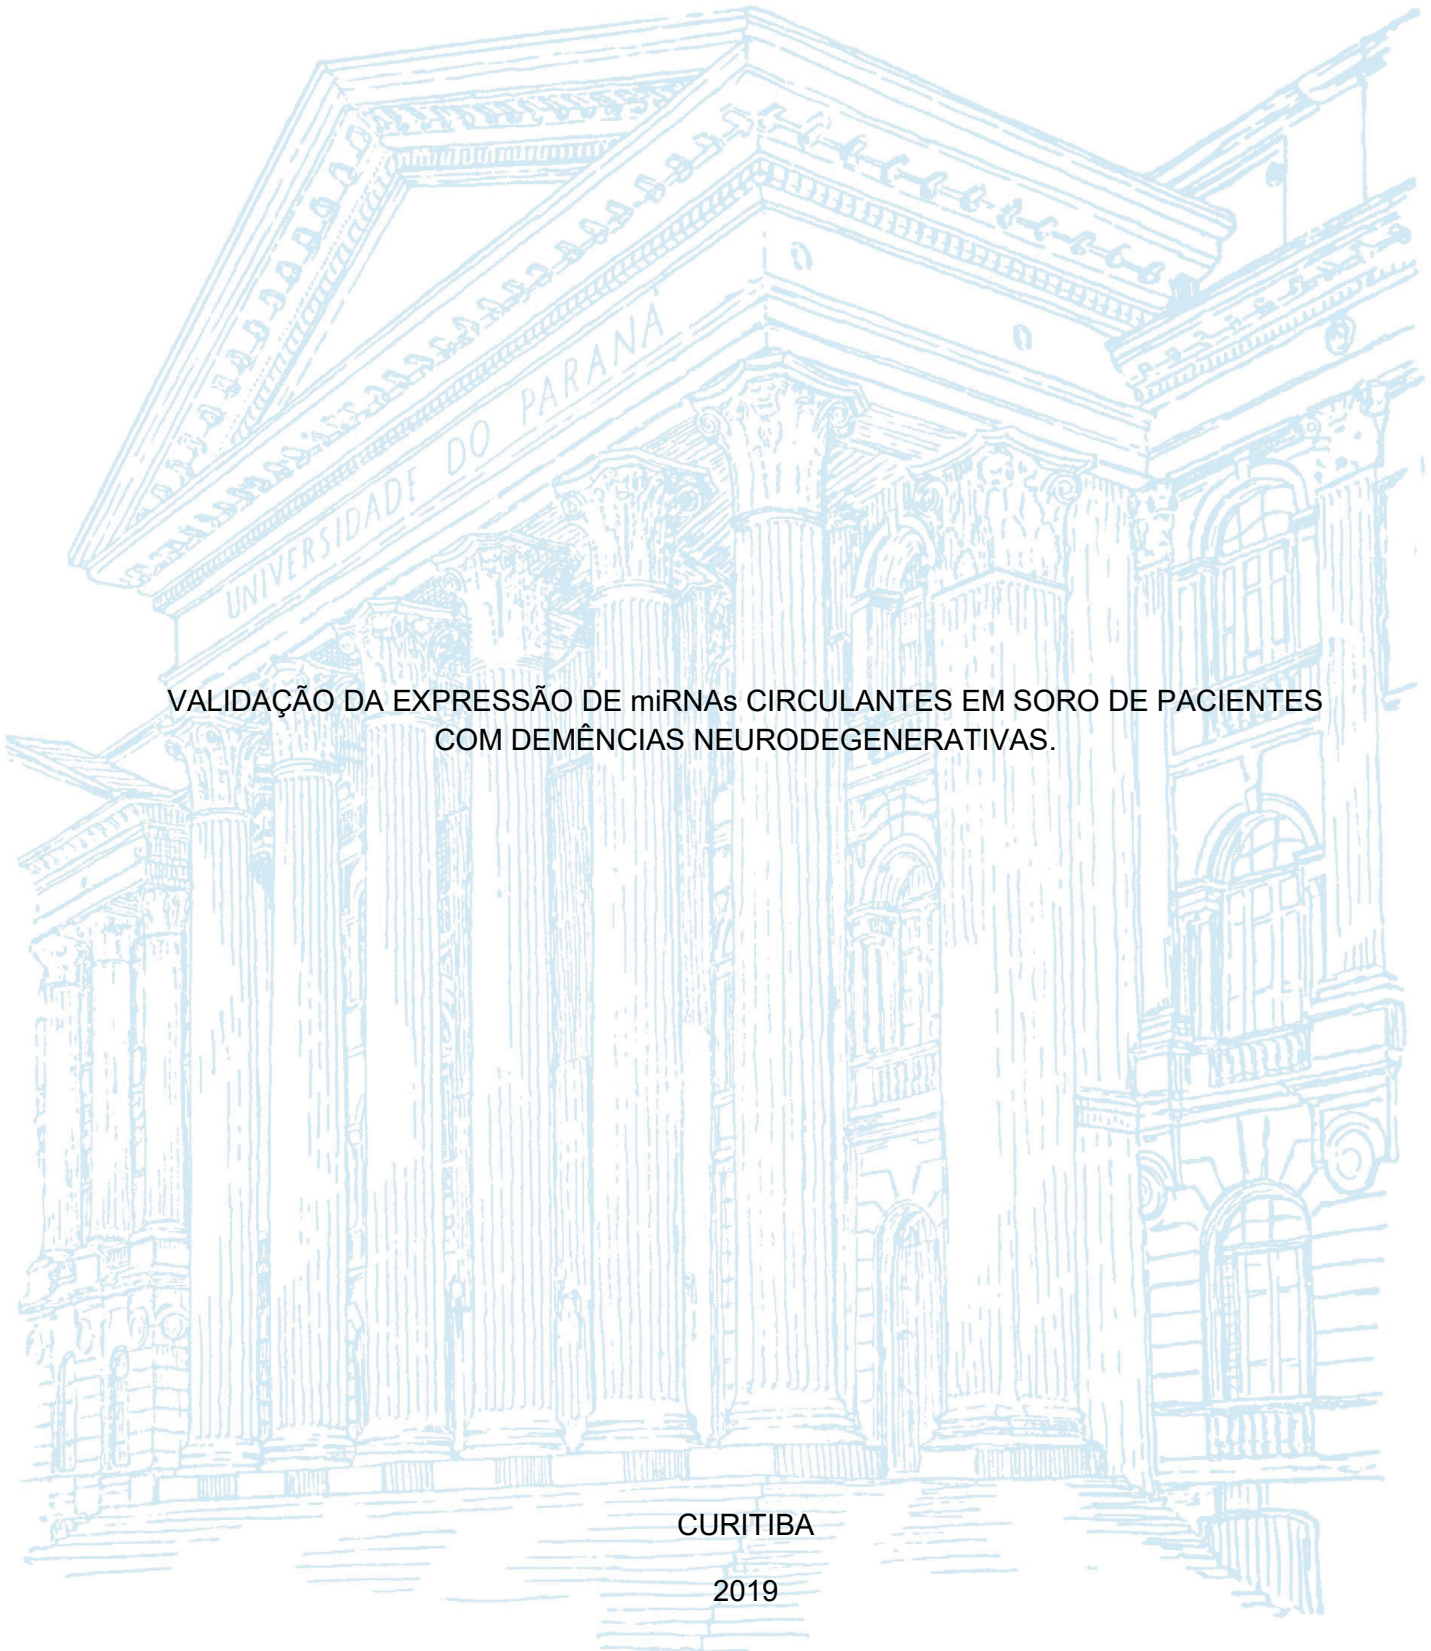 UNIVERSIDADE DO PARANÁ
VALIDAÇÃO DA EXPRESSÃO DE miRNAs CIRCULANTES EM SORO DE PACIENTES
COM DEMÊNCIAS NEURODEGENERATIVAS.
CURITIBA
2019